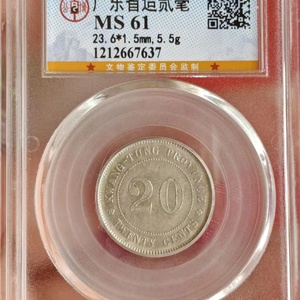 广东省造贰毫
MS 61
23.6*1.5mm,5.5g
1212667637
文物鉴定委员会监制
KWANG-TUNG PROVINCE
20
TWENTY CENTS